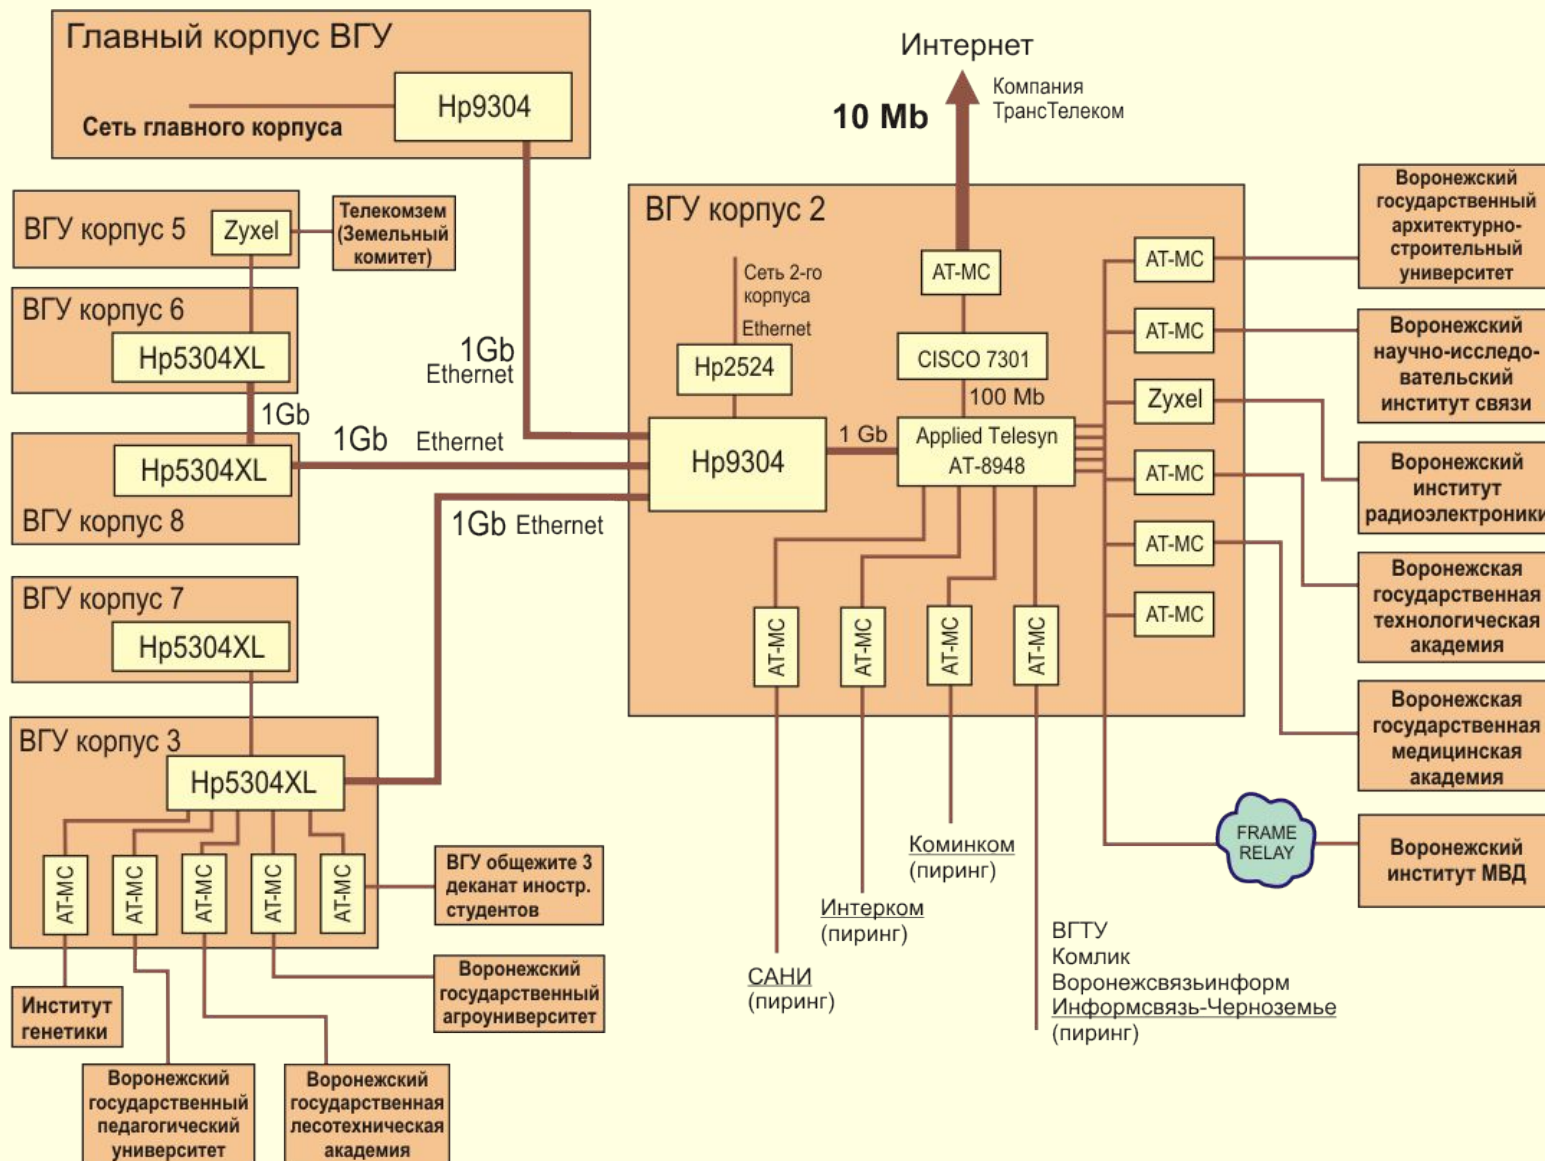 Главный корпус ВГУ
Hp9304
Сеть главного корпуса
Интернет
Компания
ТрансТелеком
10 Mb
ВГУ корпус 5
Zyxel
Телекомзем
(Земельный
комитет)
ВГУ корпус 6
Hp5304XL
1Gb
Hp5304XL
ВГУ корпус 8
1Gb
Ethernet
1Gb Ethernet
1Gb Ethernet
ВГУ корпус 7
Hp5304XL
ВГУ корпус 3
Hp5304XL
AT-MC
AT-MC
AT-MC
AT-MC
AT-MC
ВГУ общежите 3
деканат иностр.
студентов
Воронежский
государственный
агроуниверситет
Институт
генетики
Воронежский
государственный
педагогический
университет
Воронежский
государственная
лесотехническая
академия
ВГУ корпус 2
Сеть 2-го
корпуса
Ethernet
Hp2524
Hp9304
1 Gb
AT-MC
CISCO 7301
100 Mb
Applied Telesyn
AT-8948
AT-MC
AT-MC
Zyxel
AT-MC
AT-MC
AT-MC
AT-MC
AT-MC
AT-MC
AT-MC
САНИ
(пиринг)
Интерком
(пиринг)
Коминком
(пиринг)
ВГТУ
Комлик
Воронежсвязьинформ
Информсвязь-Черноземье
(пиринг)
FRAME
RELAY
Воронежский
государственный
архитектурно-
строительный
университет
Воронежский
научно-исследо-
вательский
институт связи
Воронежский
институт
радиоэлектроники
Воронежская
государственная
технологическая
академия
Воронежская
государственная
медицинская
академия
Воронежский
институт МВД